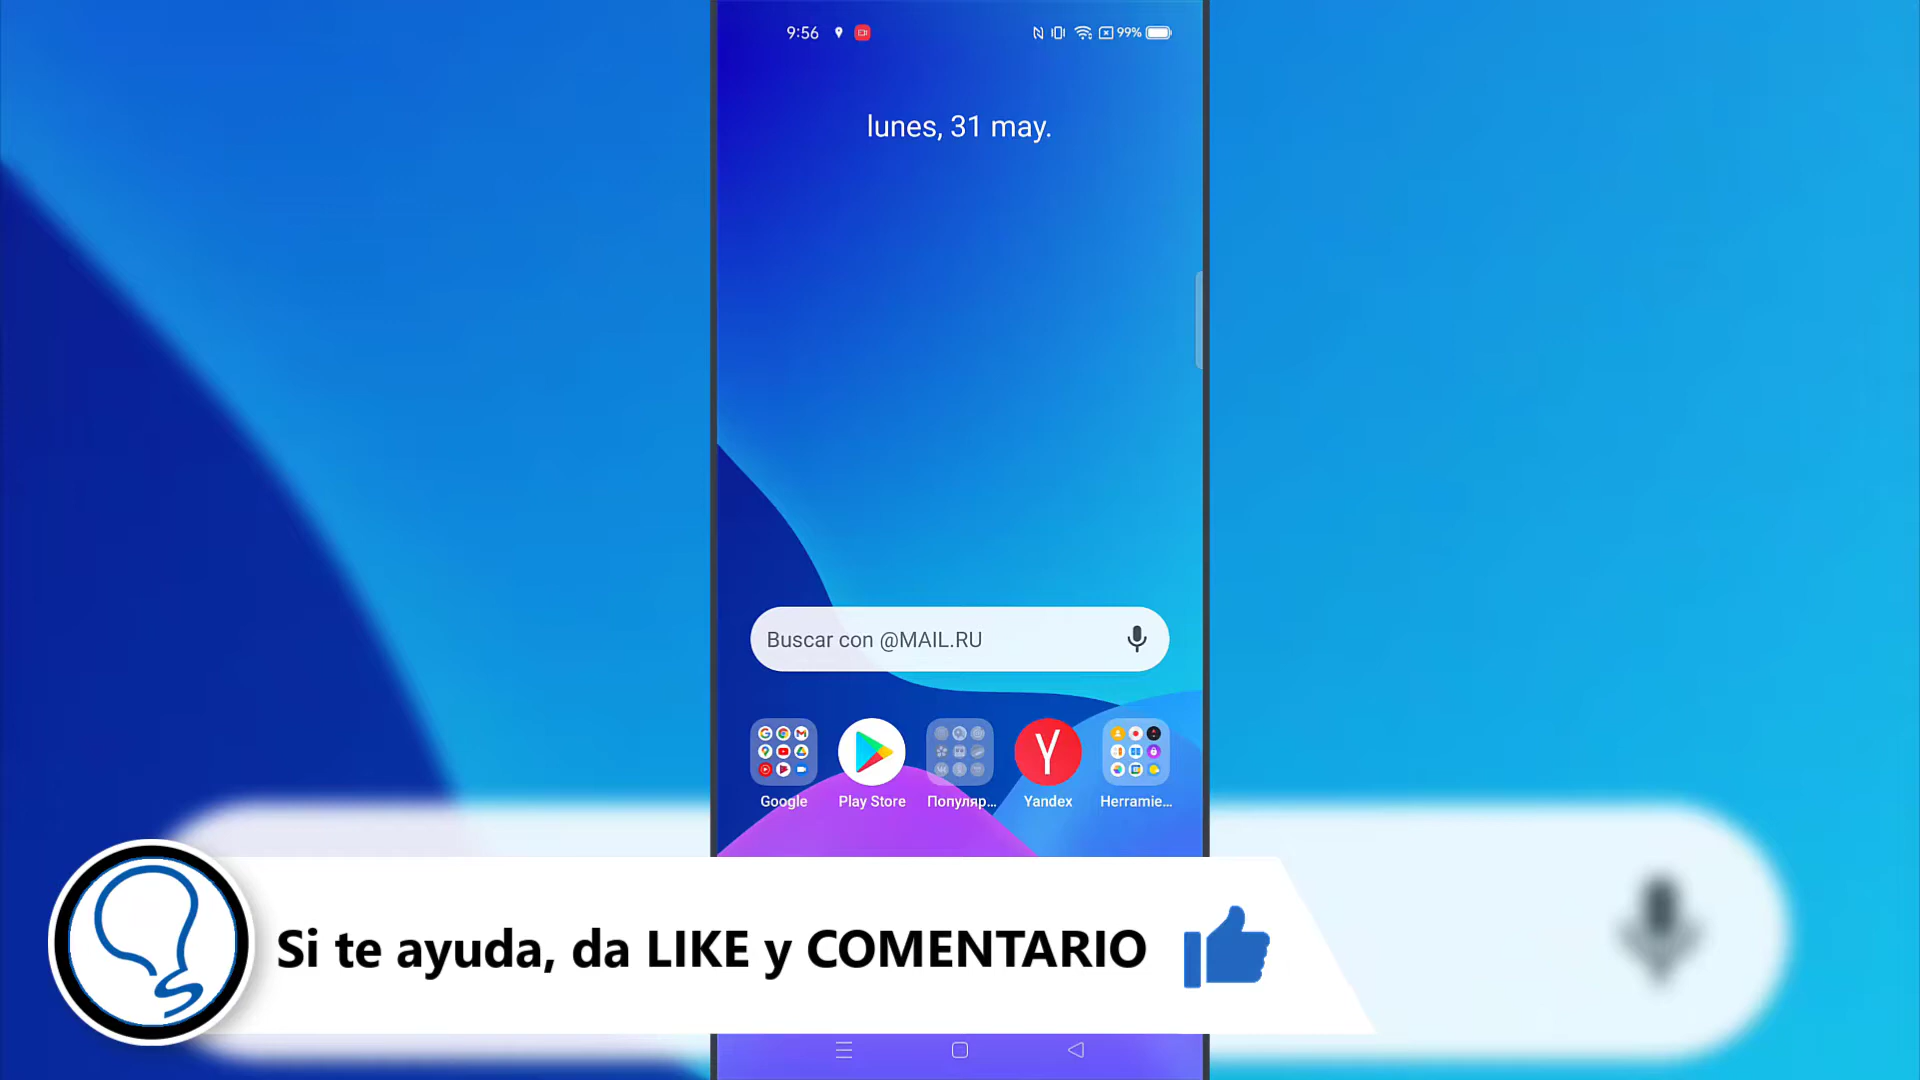 9:56
99%
lunes, 31 may.
Buscar con @MAIL.RU
Google
Play Store
Популяр...
Yandex
Herramie...
Si te ayuda, da LIKE y COMENTARIO